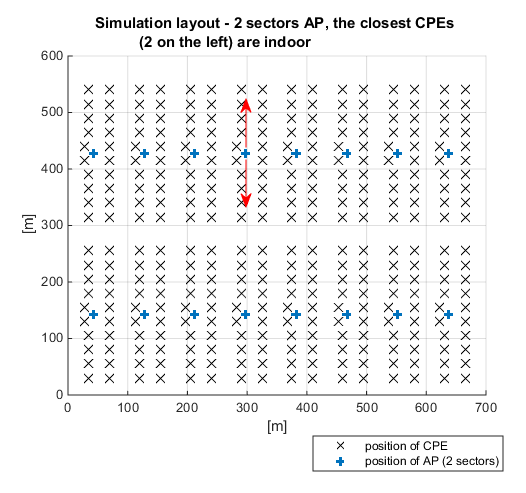 Simulation layout - 2 sectors AP, the closest CPEs
(2 on the left) are indoor
600
500
400
300
200
100
0
[m]
0 100 200 300 400 500 600 700
[m]
position of CPE
position of AP (2 sectors)